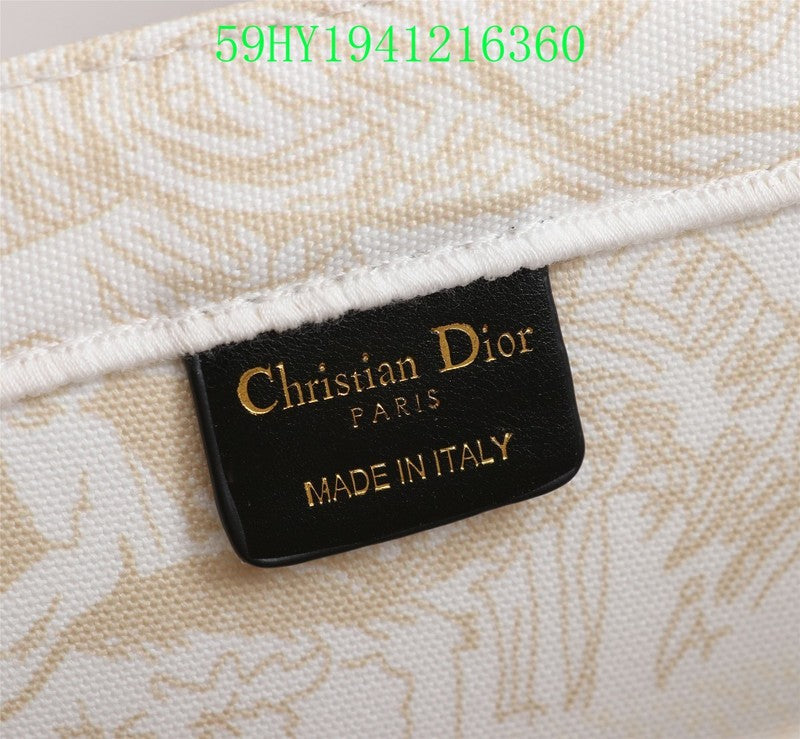 59HY1941216360
Christian Dior
PARIS
MADE IN ITALY